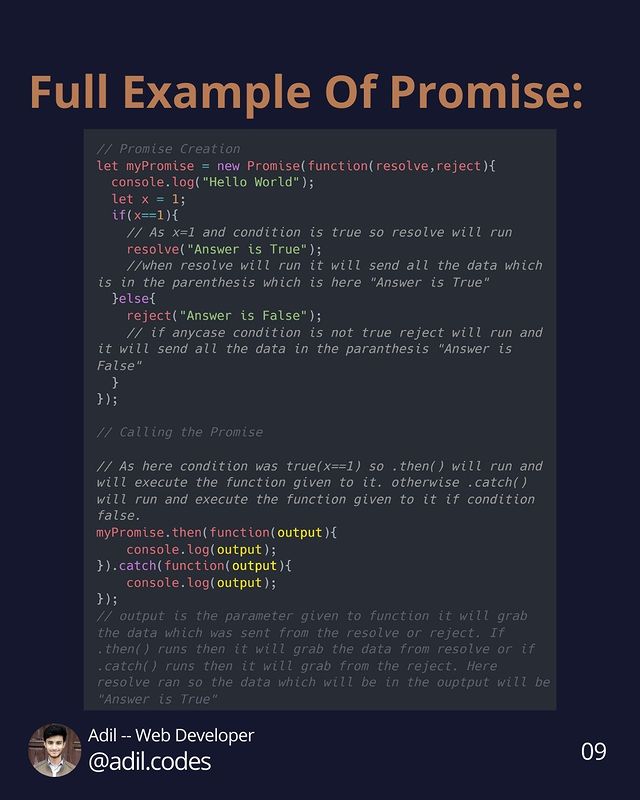 Full Example Of Promise:
// Promise Creation
let myPromise = new Promise(function(resolve,reject){
  console.log("Hello World");
  let x = 1;
  if(x==1){
    // As x=1 and condition is true so resolve will run
    resolve("Answer is True");
    //when resolve will run it will send all the data which
is in the parenthesis which is here "Answer is True"
  }else{
    reject("Answer is False");
    // if anycase condition is not true reject will run and
it will send all the data in the paranthesis "Answer is
False"
  }
});
// Calling the Promise
// As here condition was true(x==1) so .then() will run and
will execute the function given to it. otherwise .catch()
will run and execute the function given to it if condition
false.
myPromise.then(function(output){
    console.log(output);
}).catch(function(output){
    console.log(output);
});
// output is the parameter given to function it will grab
the data which was sent from the resolve or reject. If
.then() runs then it will grab the data from resolve or if
.catch() runs then it will grab from the reject. Here
resolve ran so the data which will be in the ouptput will be
"Answer is True"
Adil -- Web Developer
@adil.codes
09